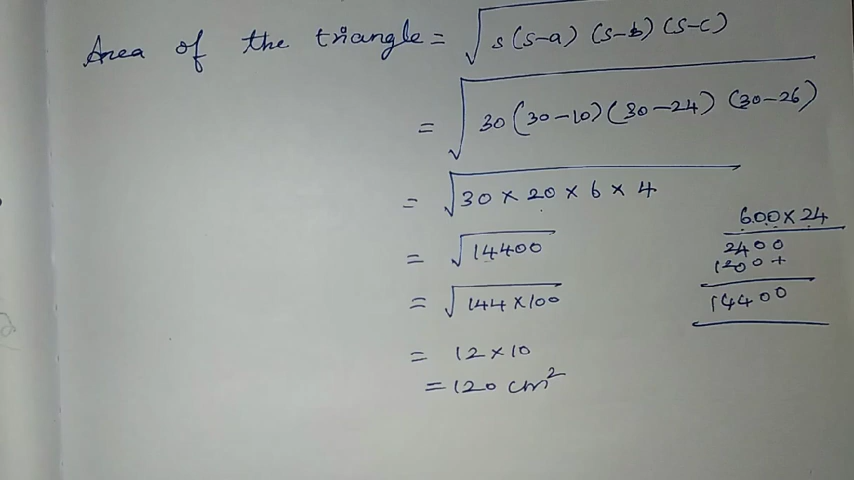 Area of the triangle = √s(s-a) (s-b) (s-c)
= √30(30-10)(30-24) (30-26)
= √30 × 20 × 6 × 4
= √14400
= √144 × 100
= 12 × 10
= 120 cm²
600 × 24
2400
1200 +
14400